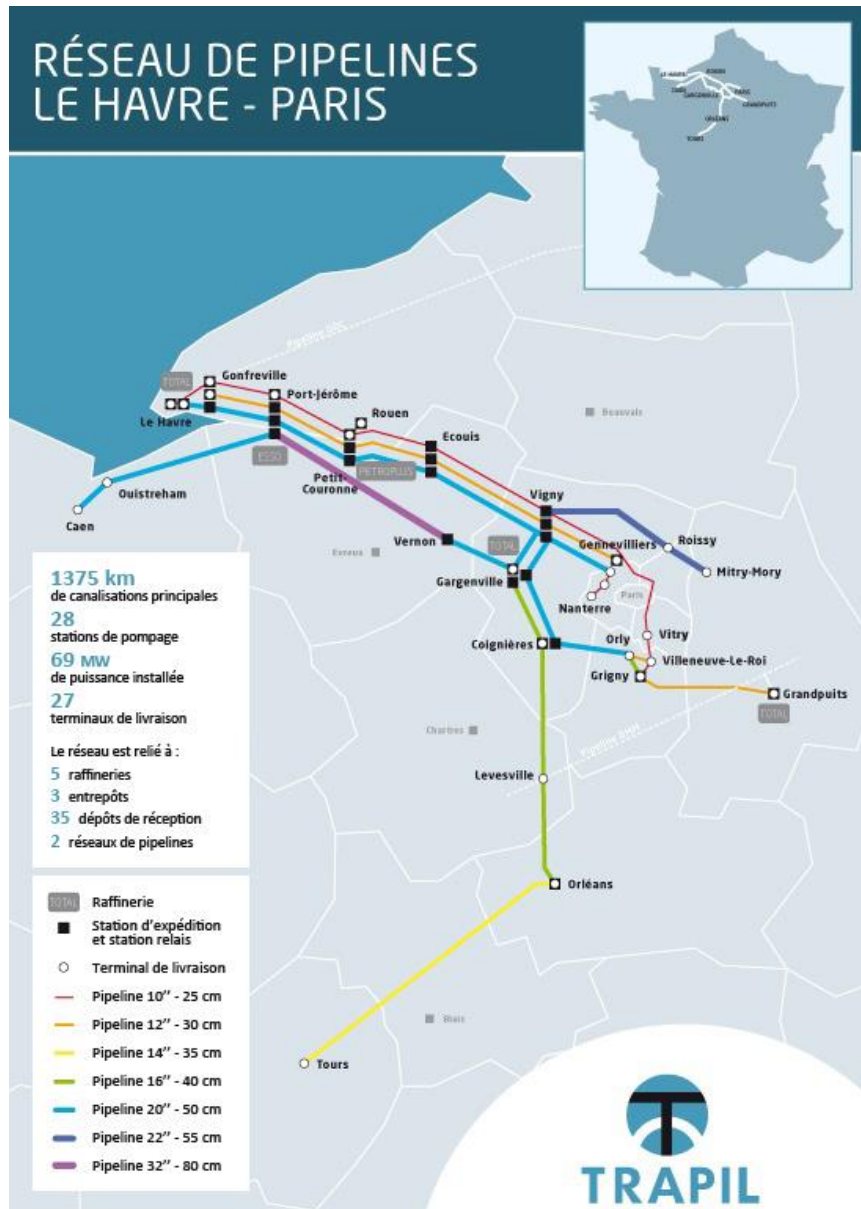 RÉSEAU DE PIPELINES
LE HAVRE - PARIS
LE HAVRE
ROUEN
CAEN
GARGENVILLE
PARIS
GRANDPUITS
ORLÉANS
TOURS
Pipeline
TOTAL
Gonfreville
Port-Jérôme
Le Havre
Rouen
Ecouis
Beauvais
ESSO
PETROPLUS
Petit-
Couronne
Ouistreham
Caen
Vigny
Vernon
Evreux
TOTAL
Gennevilliers
Roissy
Gargenville
Mitry-Mory
Nanterre
Paris
Coignières
Orly
Vitry
Villeneuve-Le-Roi
Grigny
Grandpuits
TOTAL
Chartres
Pipeline
Levesville
Orléans
Blois
Tours
1375 km
de canalisations principales
28
stations de pompage
69 MW
de puissance installée
27
terminaux de livraison
Le réseau est relié à :
5 raffineries
3 entrepôts
35 dépôts de réception
2 réseaux de pipelines
TOTAL Raffinerie
Station d'expédition
et station relais
Terminal de livraison
Pipeline 10’’ - 25 cm
Pipeline 12’’ - 30 cm
Pipeline 14’’ - 35 cm
Pipeline 16’’ - 40 cm
Pipeline 20’’ - 50 cm
Pipeline 22’’ - 55 cm
Pipeline 32’’ - 80 cm
TRAPIL